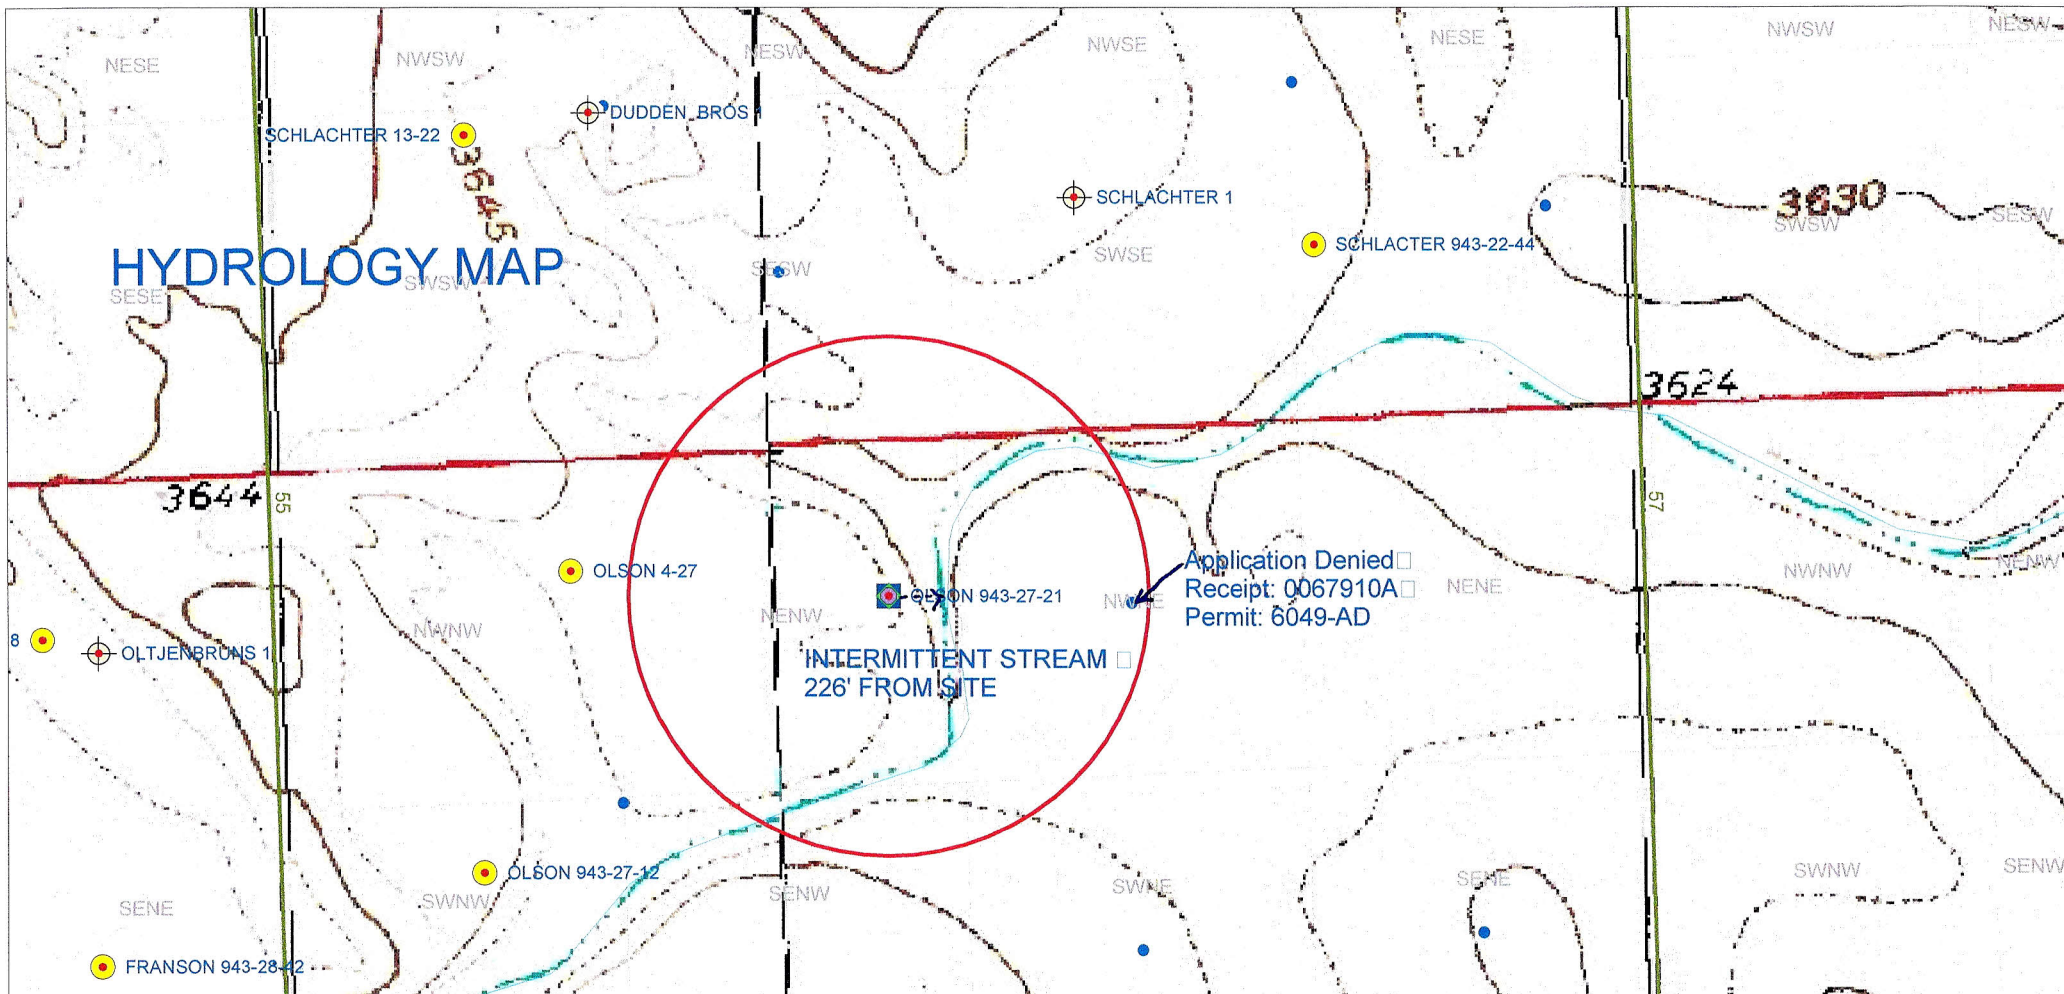 NESE
NWSW
NESW
NWSE
NESE
NWSW
NESW
SCHLACHTER 13-22
DUDDEN BROS 1
3645
SCHLACHTER 1
3630
SWSW
SESW
HYDROLOGY MAP
SESE
SWSW
SESW
SWSE
SCHLACTER 943-22-44
3624
3644
55
57
OLSON 4-27
OLSON 943-27-21
NENW
NWNE
Application Denied
Receipt: 0067910A
Permit: 6049-AD
NENE
NWNW
NENW
8
OLTJENBRUNS 1
NWNW
INTERMITTENT STREAM
226' FROM SITE
OLSON 943-27-12
SENE
SWNW
SENW
SWNE
SENE
SWNW
SENW
FRANSON 943-28-42